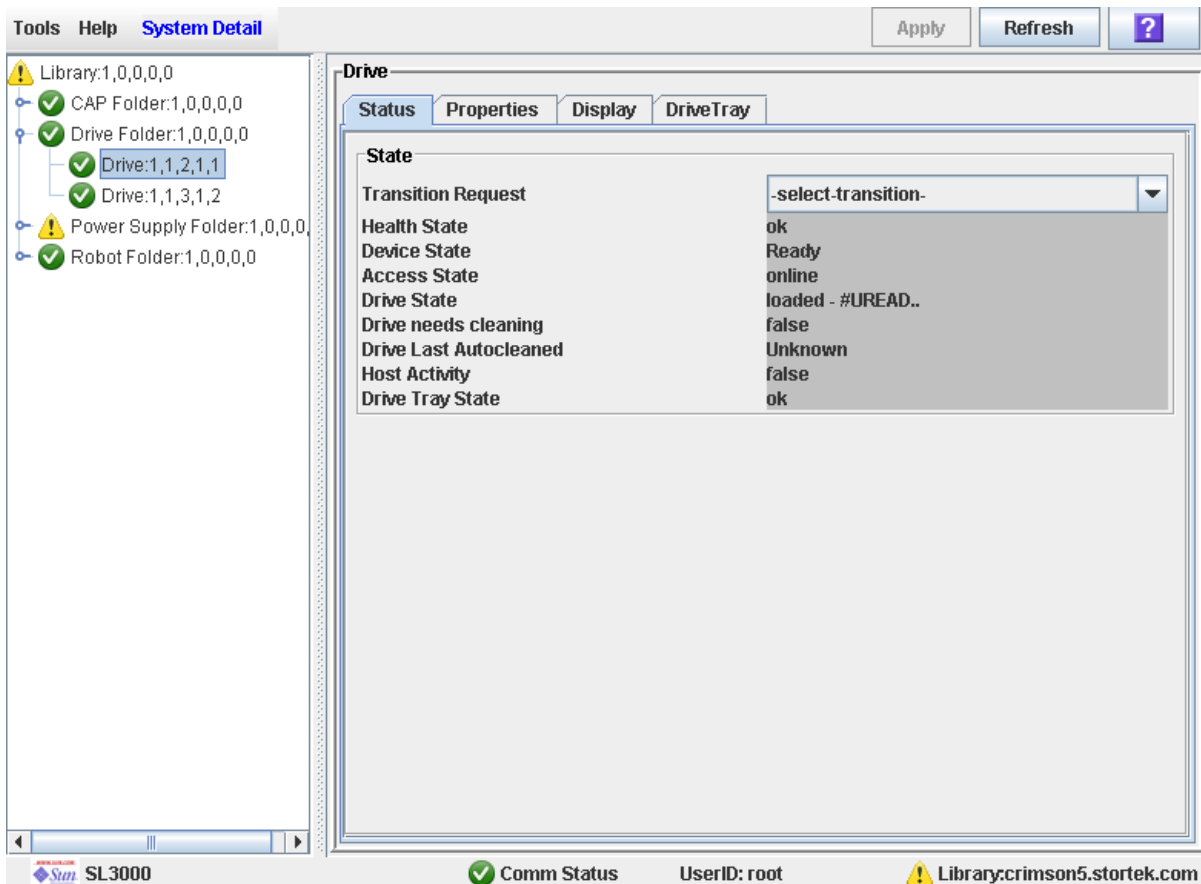 Tools Help System Detail Apply Refresh ?
Library:1,0,0,0,0
CAP Folder:1,0,0,0,0
Drive Folder:1,0,0,0,0
Drive:1,1,2,1,1
Drive:1,1,3,1,2
Power Supply Folder:1,0,0,0,
Robot Folder:1,0,0,0,0
Drive
Status Properties Display DriveTray
State
Transition Request -select-transition-
Health State ok
Device State Ready
Access State online
Drive State loaded - #UREAD..
Drive needs cleaning false
Drive Last Autocleaned Unknown
Host Activity false
Drive Tray State ok
Sun SL3000 Comm Status UserID: root Library:crimson5.stortek.com